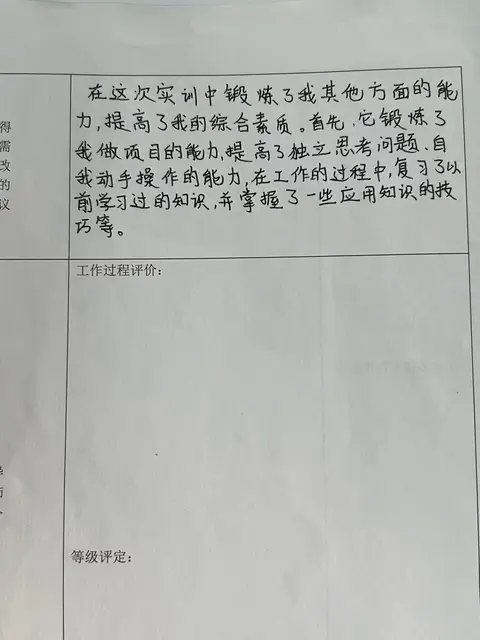 在这次实训中锻炼了我其他方面的能
力,提高了我的综合素质。首先,它锻炼了
我做项目的能力,提高了独立思考问题、自
我动手操作的能力,在工作的过程中,复习了以
前学习过的知识,并掌握了一些应用知识的技
巧等。
得
需
改
的
议
工作过程评价:
等级评定: